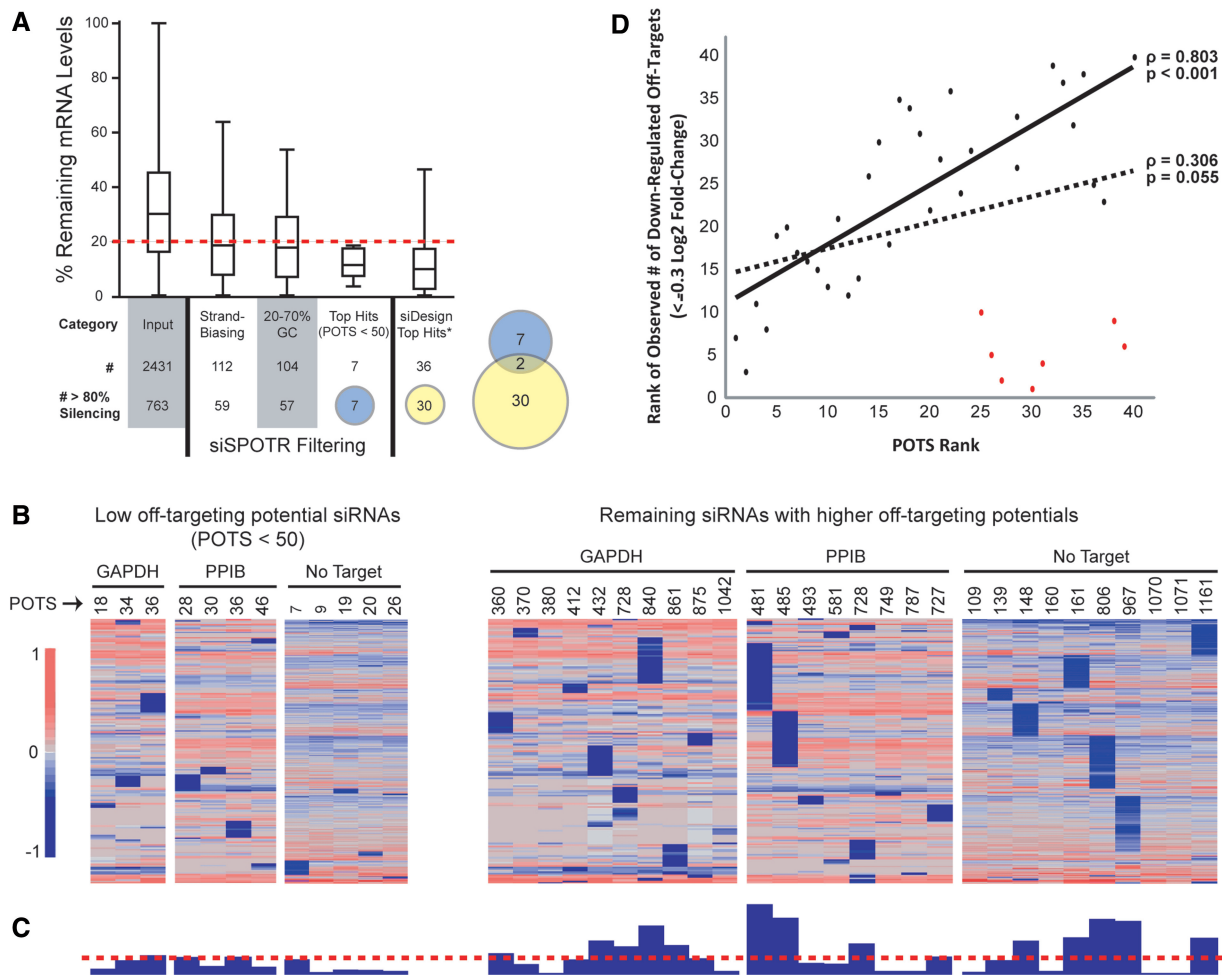 A
% Remaining mRNA Levels
100
80
60
40
20
0
Category Input Strand- Biasing 20-70% GC Top Hits (POTS < 50) siDesign Top Hits*
# 2431 112 104 7 36
# > 80% Silencing 763 59 57 7 30
siSPOTR Filtering
7
2
30
D
Rank of Observed # of Down-Regulated Off-Targets
(< -0.3 Log2 Fold-Change)
40
35
30
25
20
15
10
5
0
0 5 10 15 20 25 30 35 40
POTS Rank
ρ = 0.803
p < 0.001
ρ = 0.306
p = 0.055
B
Low off-targeting potential siRNAs
(POTS < 50)
Remaining siRNAs with higher off-targeting potentials
GAPDH PPIB No Target GAPDH PPIB No Target
POTS → 18 34 36 28 30 36 46 7 9 19 20 26 360 370 380 412 432 728 840 861 875 1042 481 485 493 581 728 749 787 727 109 139 148 160 161 806 967 1070 1071 1161
1
0
-1
C